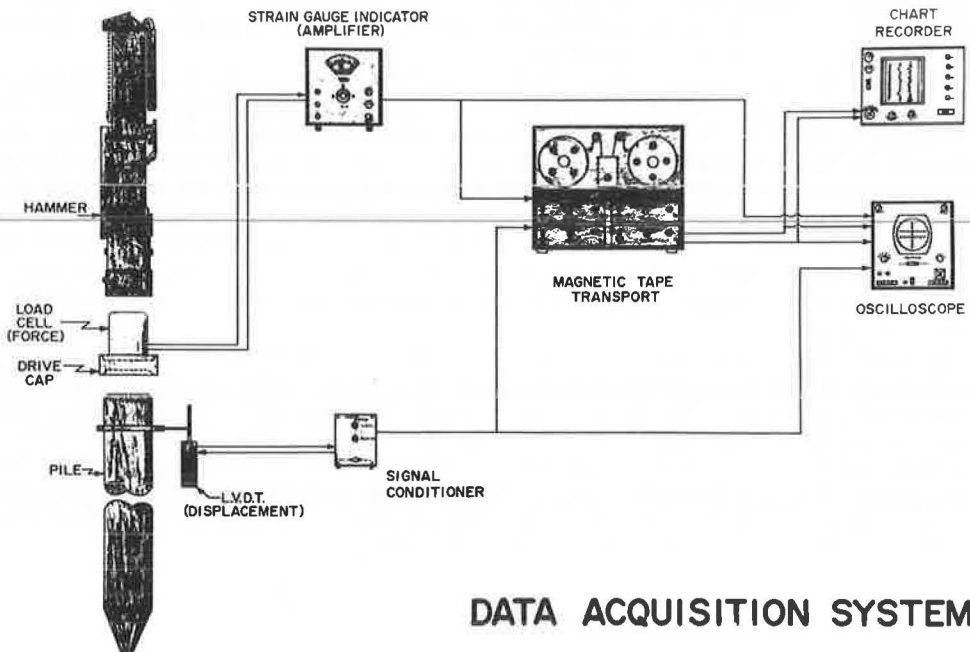 STRAIN GAUGE INDICATOR
(AMPLIFIER)
CHART
RECORDER
HAMMER
MAGNETIC TAPE
TRANSPORT
OSCILLOSCOPE
LOAD
CELL
(FORCE)
DRIVE
CAP
PILE
L.V.D.T.
(DISPLACEMENT)
SIGNAL
CONDITIONER
DATA ACQUISITION SYSTEM